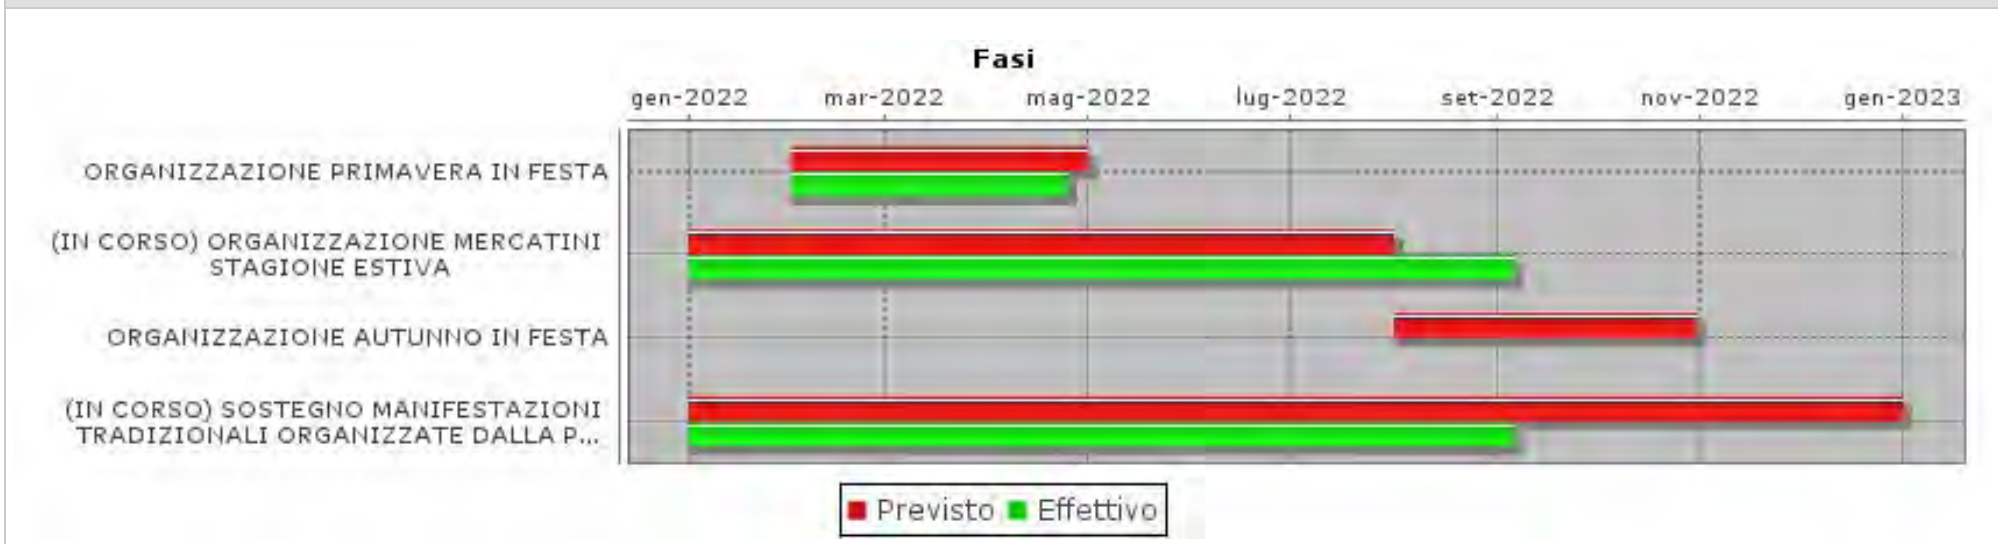 Fasi
gen-2022 mar-2022 mag-2022 lug-2022 set-2022 nov-2022 gen-2023
ORGANIZZAZIONE PRIMAVERA IN FESTA
(IN CORSO) ORGANIZZAZIONE MERCATINI
STAGIONE ESTIVA
ORGANIZZAZIONE AUTUNNO IN FESTA
(IN CORSO) SOSTEGNO MANIFESTAZIONI
TRADIZIONALI ORGANIZZATE DALLA P...
Previsto Effettivo